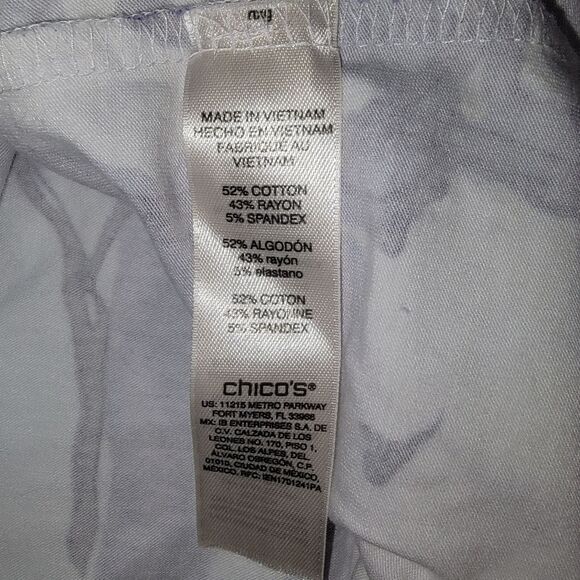 MADE IN VIETNAM
HECHO EN VIETNAM
FABRIQUE AU
VIETNAM
52% COTTON
43% RAYON
5% SPANDEX
52% ALGODÓN
43% rayón
5% elastano
52% COTON
43% RAYONNE
5% SPANDEX
chico's®
US: 11215 METRO PARKWAY
FORT MYERS, FL 33966
MX: IB ENTERPRISES S.A. DE
C.V. CALZADA DE LOS
LEONES NO. 170, PISO 1,
COL. LOS ALPES, DEL.
ÁLVARO OBREGÓN, C.P.
01010, CIUDAD DE MÉXICO,
MÉXICO. RFC: IEN1701241PA